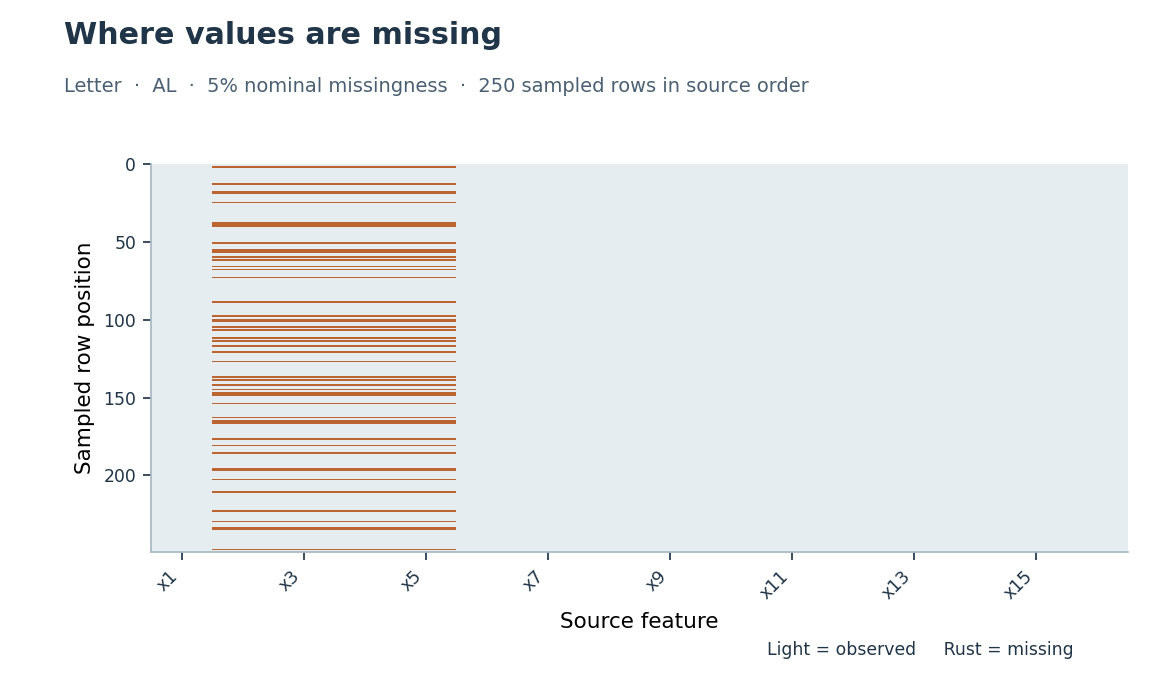 Where values are missing
Letter · AL · 5% nominal missingness · 250 sampled rows in source order
0
50
100
150
200
Sampled row position
x1 x3 x5 x7 x9 x11 x13 x15
Source feature
Light = observed Rust = missing